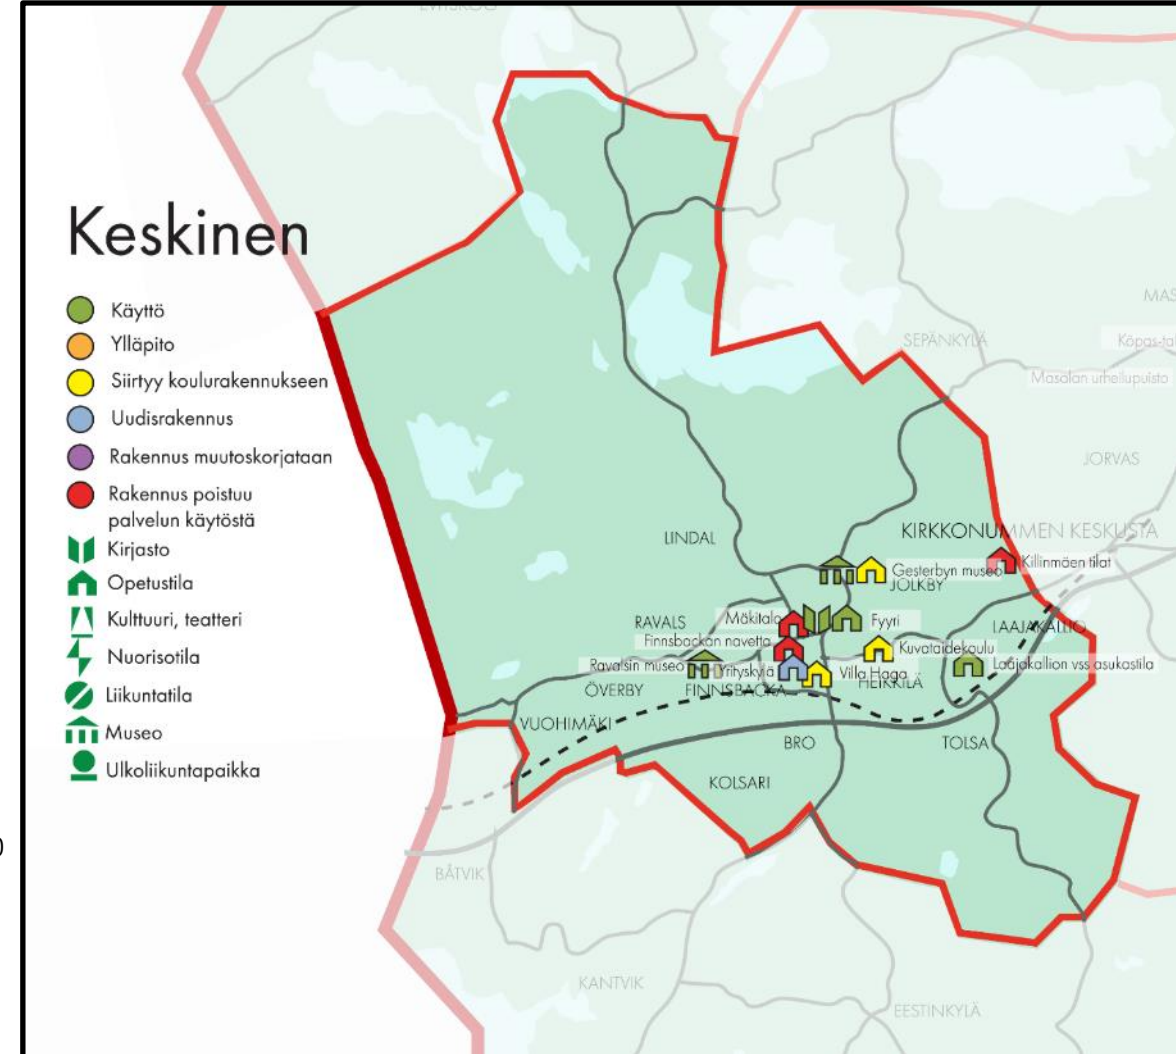 Keskinen
Käyttö
Ylläpito
Siirtyy koulurakennukseen
Uudisrakennus
Rakennus muutoskorjataan
Rakennus poistuu
palvelun käytöstä
Kirjasto
Opetustila
Kulttuuri, teatteri
Nuorisotila
Liikuntatila
Museo
Ulkoliikuntapaikka
SEPÄNKYLÄ
MAS
Masalan urheilupuisto
JORVAS
LINDAL
KIRKKONUMMEN KESKUSTA
Gesterbyn museo
Killinmäen tilat
JOLKBY
RAVALS
Mäkitalo
Fyyri
LAAJAKALLIO
Finnsbackan navetta
Kuvataidekoulu
Ravalsin museo
Yrityskylä
Villa Haga
Laajakallion vss asukastila
ÖVERBY
FINNSBACKA
HEIKKILÄ
VUOHIMÄKI
BRO
TOLSA
KOLSARI
BÅTVIK
KANTVIK
EESTINKYLÄ